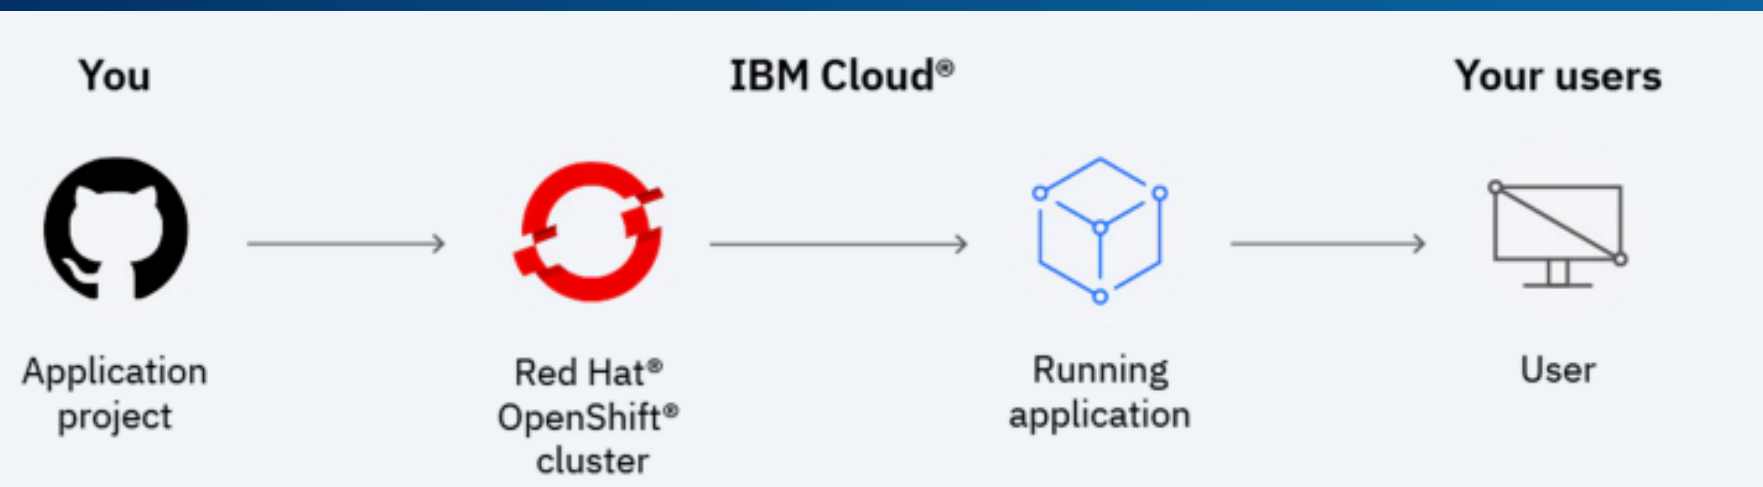 You
IBM Cloud®
Your users
Application
project
Red Hat®
OpenShift®
cluster
Running
application
User